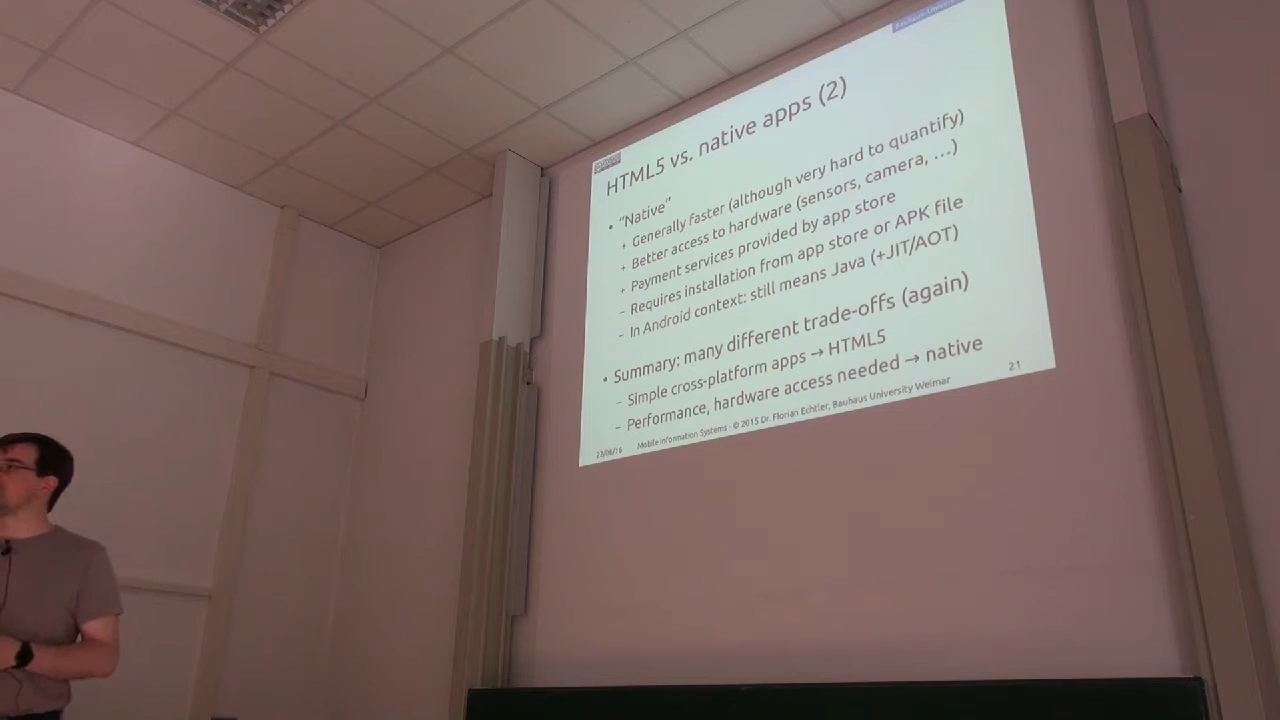 Bauhaus-Univers
HTML5 vs. native apps (2)
• “Native”
+ Generally faster (although very hard to quantify)
+ Better access to hardware (sensors, camera, …)
+ Payment services provided by app store
– Requires installation from app store or APK file
– In Android context: still means Java (+JIT/AOT)
• Summary: many different trade-offs (again)
– Simple cross-platform apps → HTML5
– Performance, hardware access needed → native
21
Mobile Information Systems - © 2015 Dr. Florian Echtler, Bauhaus University Weimar